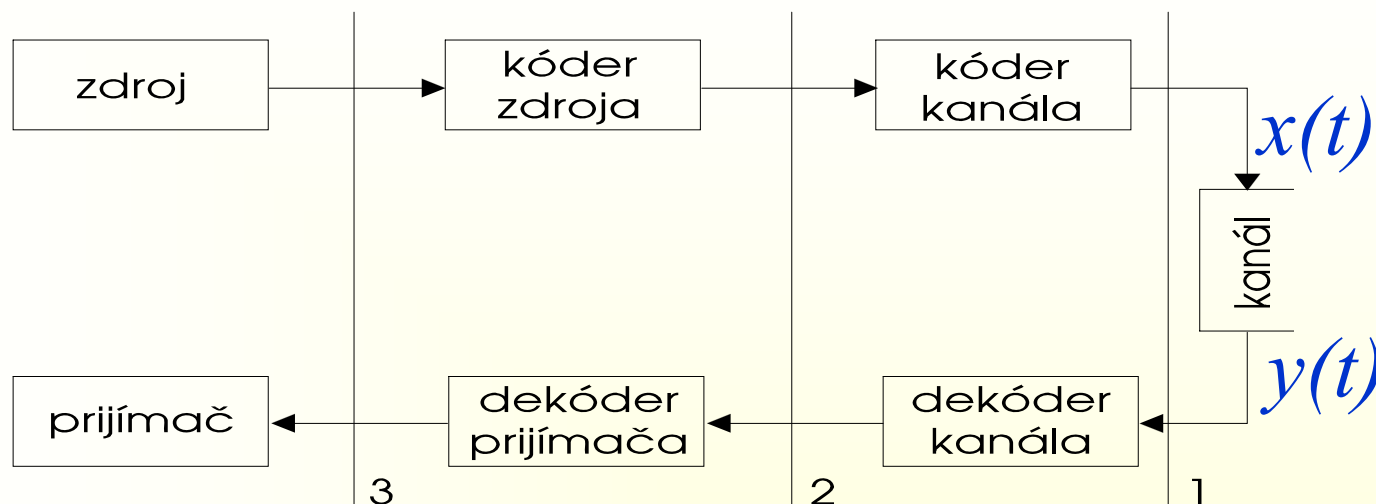 zdroj
kóder
zdroja
kóder
kanála
x(t)
kanál
y(t)
prijímač
dekóder
prijímača
dekóder
kanála
3
2
1